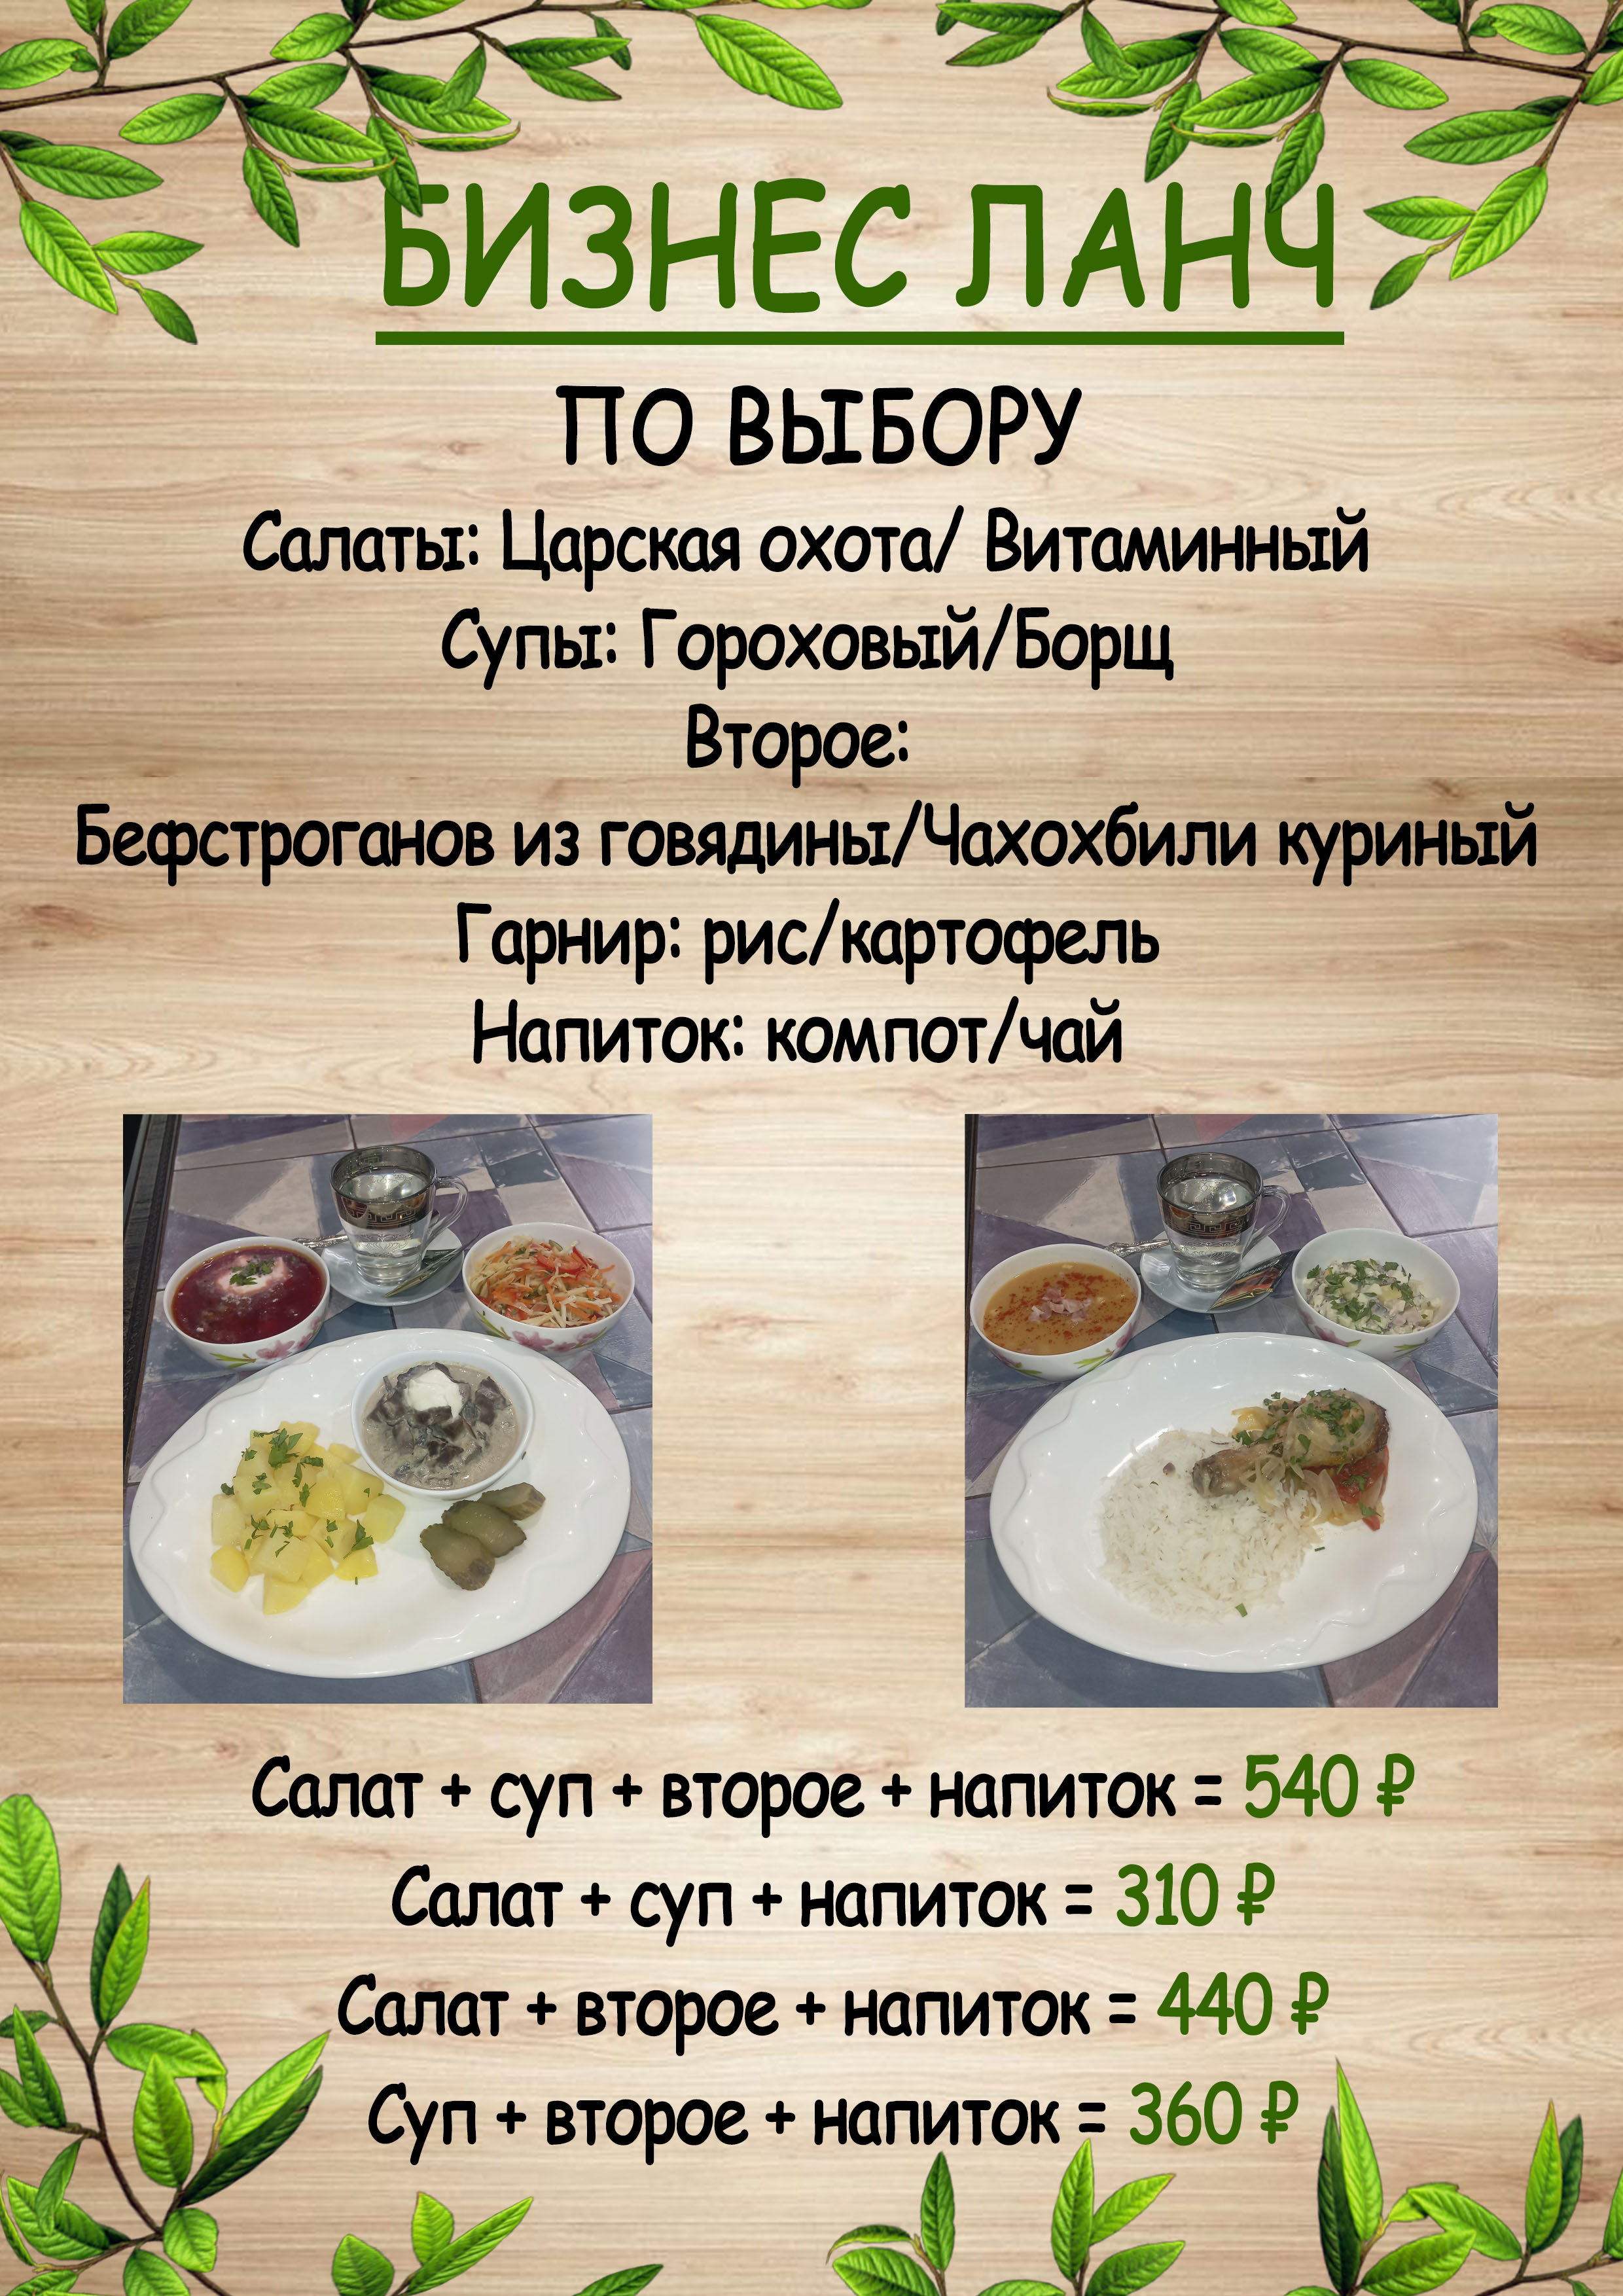 БИЗНЕС ЛАНЧ
ПО ВЫБОРУ
Салаты: Царская охота/ Витаминный
Супы: Гороховый/Борщ
Второе:
Бефстроганов из говядины/Чахохбили куриный
Гарнир: рис/картофель
Напиток: компот/чай
Салат + суп + второе + напиток = 540 ₽
Салат + суп + напиток = 310 ₽
Салат + второе + напиток = 440 ₽
Суп + второе + напиток = 360 ₽